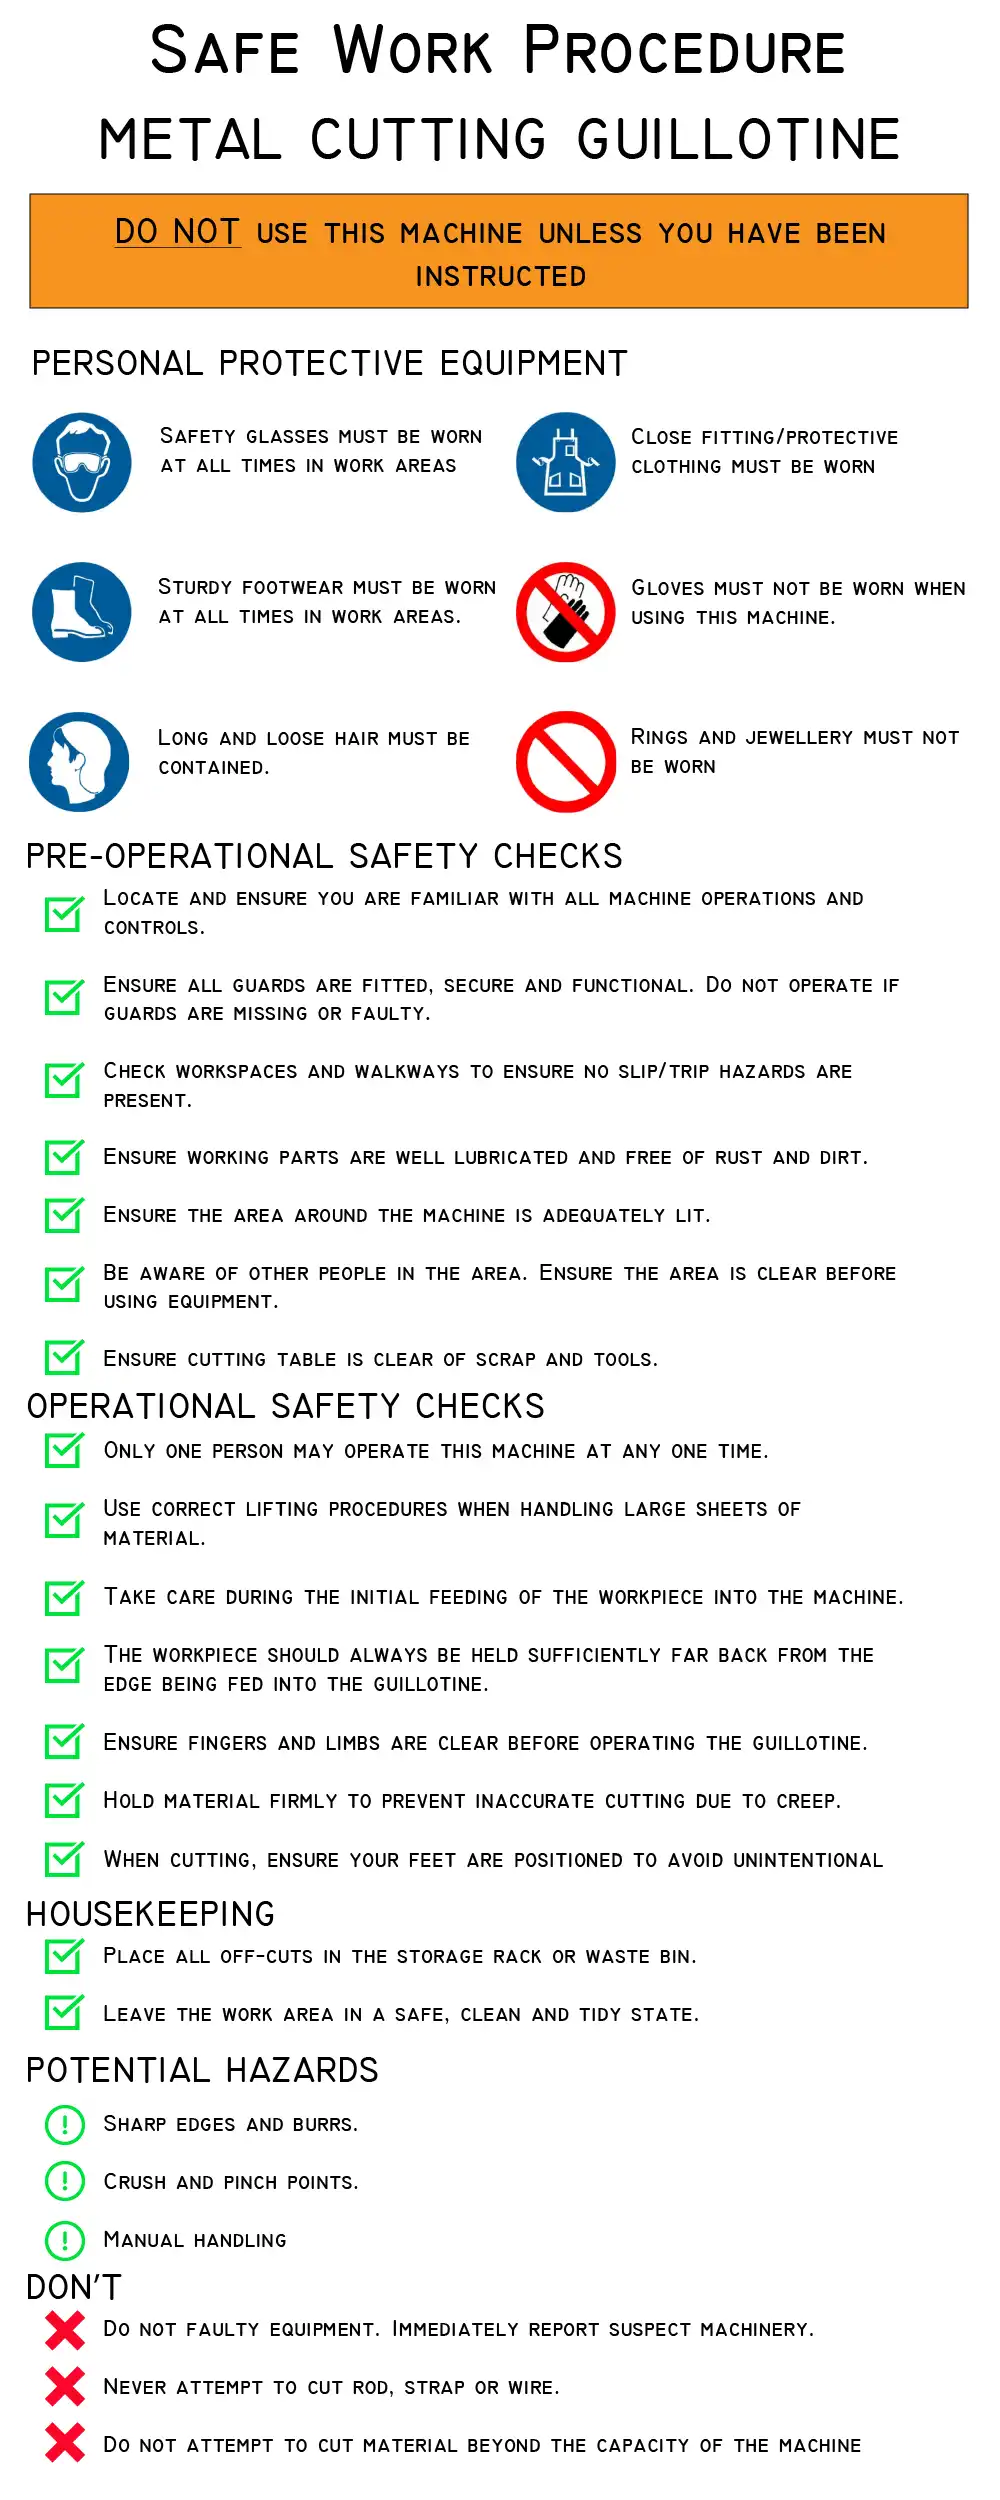 Safe Work Procedure
METAL CUTTING GUILLOTINE
DO NOT USE THIS MACHINE UNLESS YOU HAVE BEEN
INSTRUCTED
PERSONAL PROTECTIVE EQUIPMENT
Safety glasses must be worn
at all times in work areas
Close fitting/protective
clothing must be worn
Sturdy footwear must be worn
at all times in work areas.
Gloves must not be worn when
using this machine.
Long and loose hair must be
contained.
Rings and jewellery must not
be worn
PRE-OPERATIONAL SAFETY CHECKS
Locate and ensure you are familiar with all machine operations and
controls.
Ensure all guards are fitted, secure and functional. Do not operate if
guards are missing or faulty.
Check workspaces and walkways to ensure no slip/trip hazards are
present.
Ensure working parts are well lubricated and free of rust and dirt.
Ensure the area around the machine is adequately lit.
Be aware of other people in the area. Ensure the area is clear before
using equipment.
Ensure cutting table is clear of scrap and tools.
OPERATIONAL SAFETY CHECKS
Only one person may operate this machine at any one time.
Use correct lifting procedures when handling large sheets of
material.
Take care during the initial feeding of the workpiece into the machine.
The workpiece should always be held sufficiently far back from the
edge being fed into the guillotine.
Ensure fingers and limbs are clear before operating the guillotine.
Hold material firmly to prevent inaccurate cutting due to creep.
When cutting, ensure your feet are positioned to avoid unintentional
HOUSEKEEPING
Place all off-cuts in the storage rack or waste bin.
Leave the work area in a safe, clean and tidy state.
POTENTIAL HAZARDS
Sharp edges and burrs.
Crush and pinch points.
Manual handling
DON'T
Do not faulty equipment. Immediately report suspect machinery.
Never attempt to cut rod, strap or wire.
Do not attempt to cut material beyond the capacity of the machine